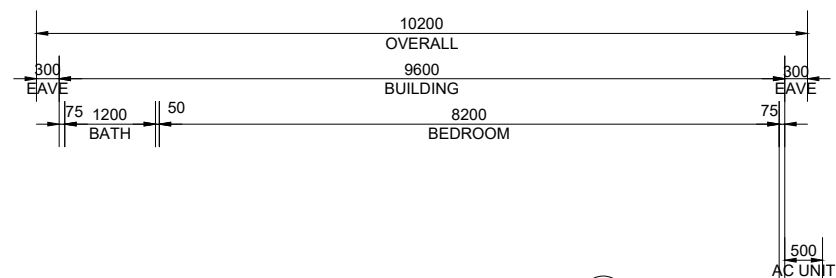 10200
OVERALL
300 9600 300
EAVE BUILDING EAVE
75 1200 50 8200 75
BATH BEDROOM
500
AC UNIT